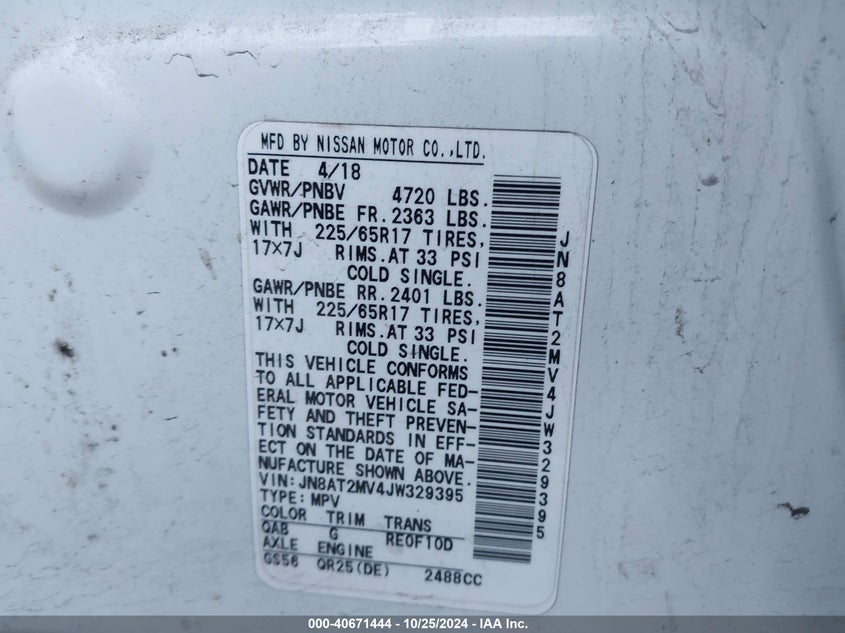 MFD BY NISSAN MOTOR CO.,LTD.
DATE 4/18
GVWR/PNBV 4720 LBS.
GAWR/PNBE FR. 2363 LBS.
WITH 225/65R17 TIRES,
17×7J RIMS.AT 33 PSI
COLD SINGLE.
GAWR/PNBE RR. 2401 LBS.
WITH 225/65R17 TIRES,
17×7J RIMS.AT 33 PSI
COLD SINGLE.
THIS VEHICLE CONFORMS
TO ALL APPLICABLE FED-
ERAL MOTOR VEHICLE SA-
FETY AND THEFT PREVEN-
TION STANDARDS IN EFF-
ECT ON THE DATE OF MA-
NUFACTURE SHOWN ABOVE.
VIN:JN8AT2MV4JW329395
TYPE:MPV
COLOR TRIM TRANS
QAB G RE0F10D
AXLE ENGINE
GS56 QR25(DE) 2488CC
JN8AT2MV4JW329395
000-40671444 - 10/25/2024 - IAA Inc.